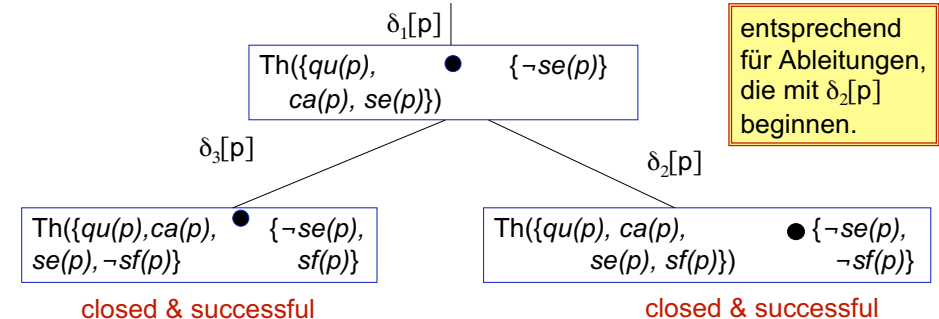 δ₁[p]
Th({qu(p), ● {¬se(p)}
ca(p), se(p)})
entsprechend
für Ableitungen,
die mit δ₂[p]
beginnen.
δ₃[p]
δ₂[p]
Th({qu(p),ca(p), ● {¬se(p),
se(p),¬sf(p)} sf(p)}
closed & successful
Th({qu(p), ca(p), ● {¬se(p),
se(p), sf(p)}) ¬sf(p)}
closed & successful